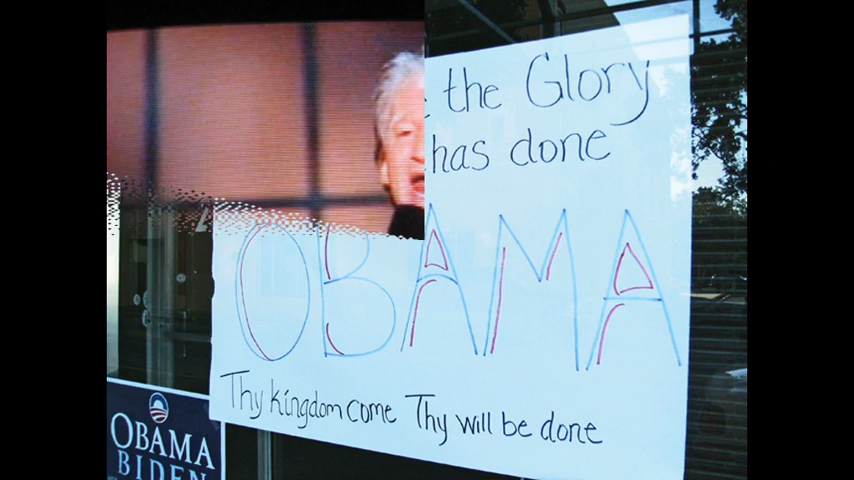 the Glory
has done
OBAMA
Thy kingdom come Thy will be done
OBAMA
BIDEN